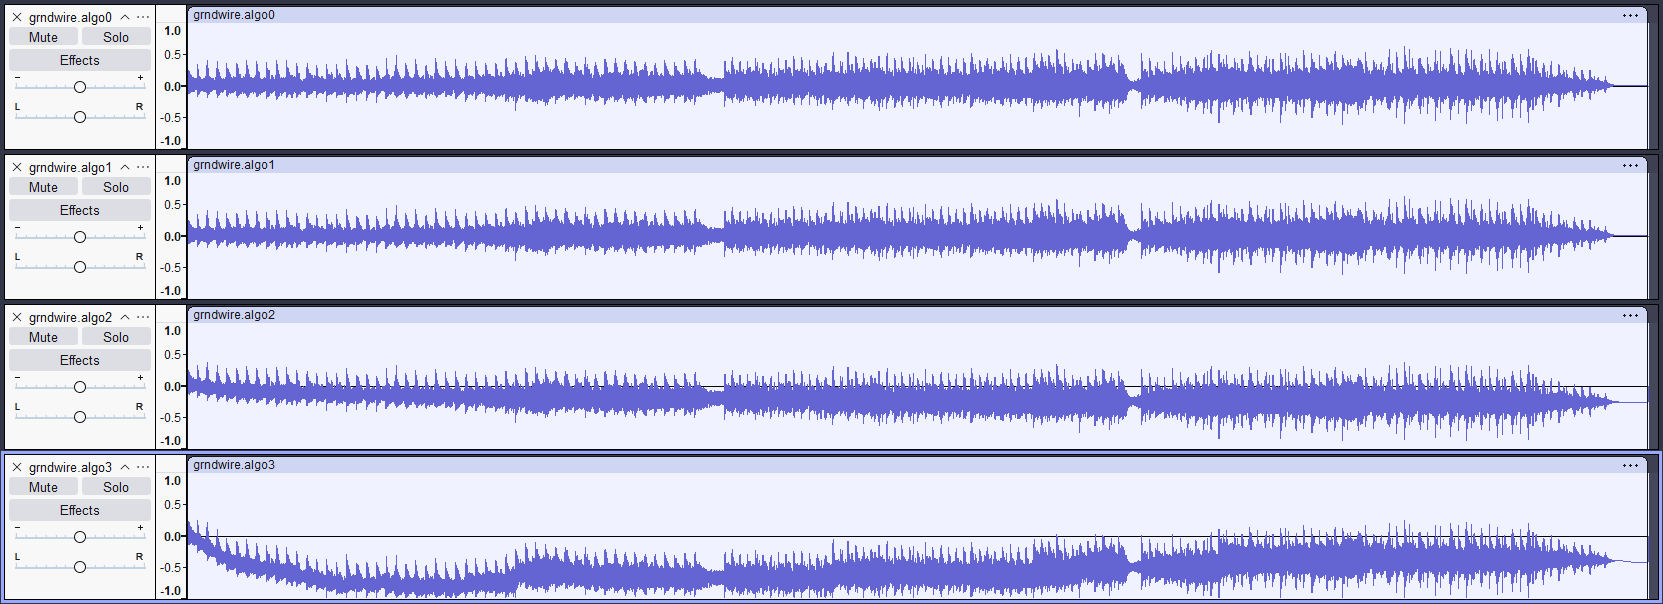 grndwire.algo0
Mute Solo
Effects
- +
L R
1.0
0.5
0.0
-0.5
-1.0
grndwire.algo0
grndwire.algo1
Mute Solo
Effects
- +
L R
1.0
0.5
0.0
-0.5
-1.0
grndwire.algo1
grndwire.algo2
Mute Solo
Effects
- +
L R
1.0
0.5
0.0
-0.5
-1.0
grndwire.algo2
grndwire.algo3
Mute Solo
Effects
- +
L R
1.0
0.5
0.0
-0.5
-1.0
grndwire.algo3